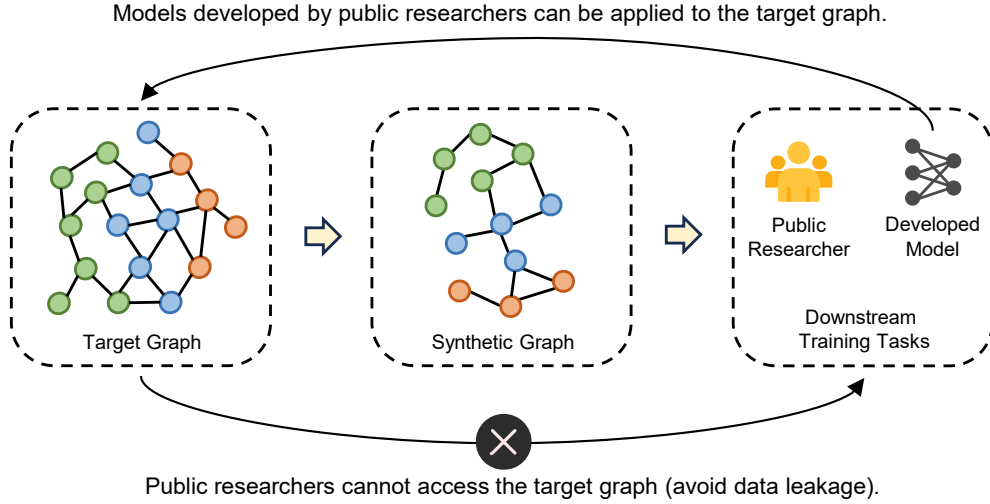 Models developed by public researchers can be applied to the target graph.
Public
Researcher
Developed
Model
Target Graph
Synthetic Graph
Downstream
Training Tasks
Public researchers cannot access the target graph (avoid data leakage).